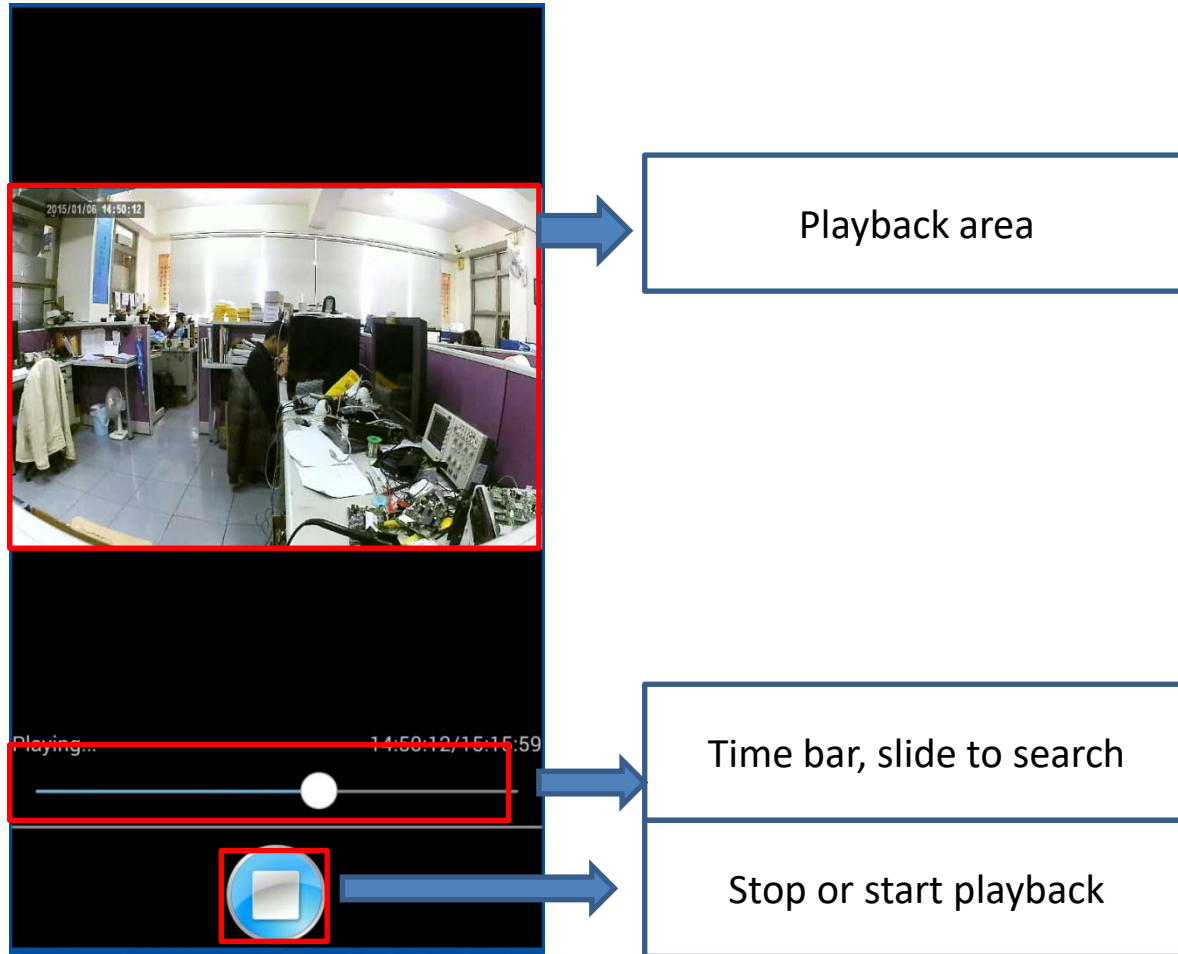 2015/01/06 14:50:12
Playback area
Playing...
14:50:12/15:15:59
Time bar, slide to search
Stop or start playback